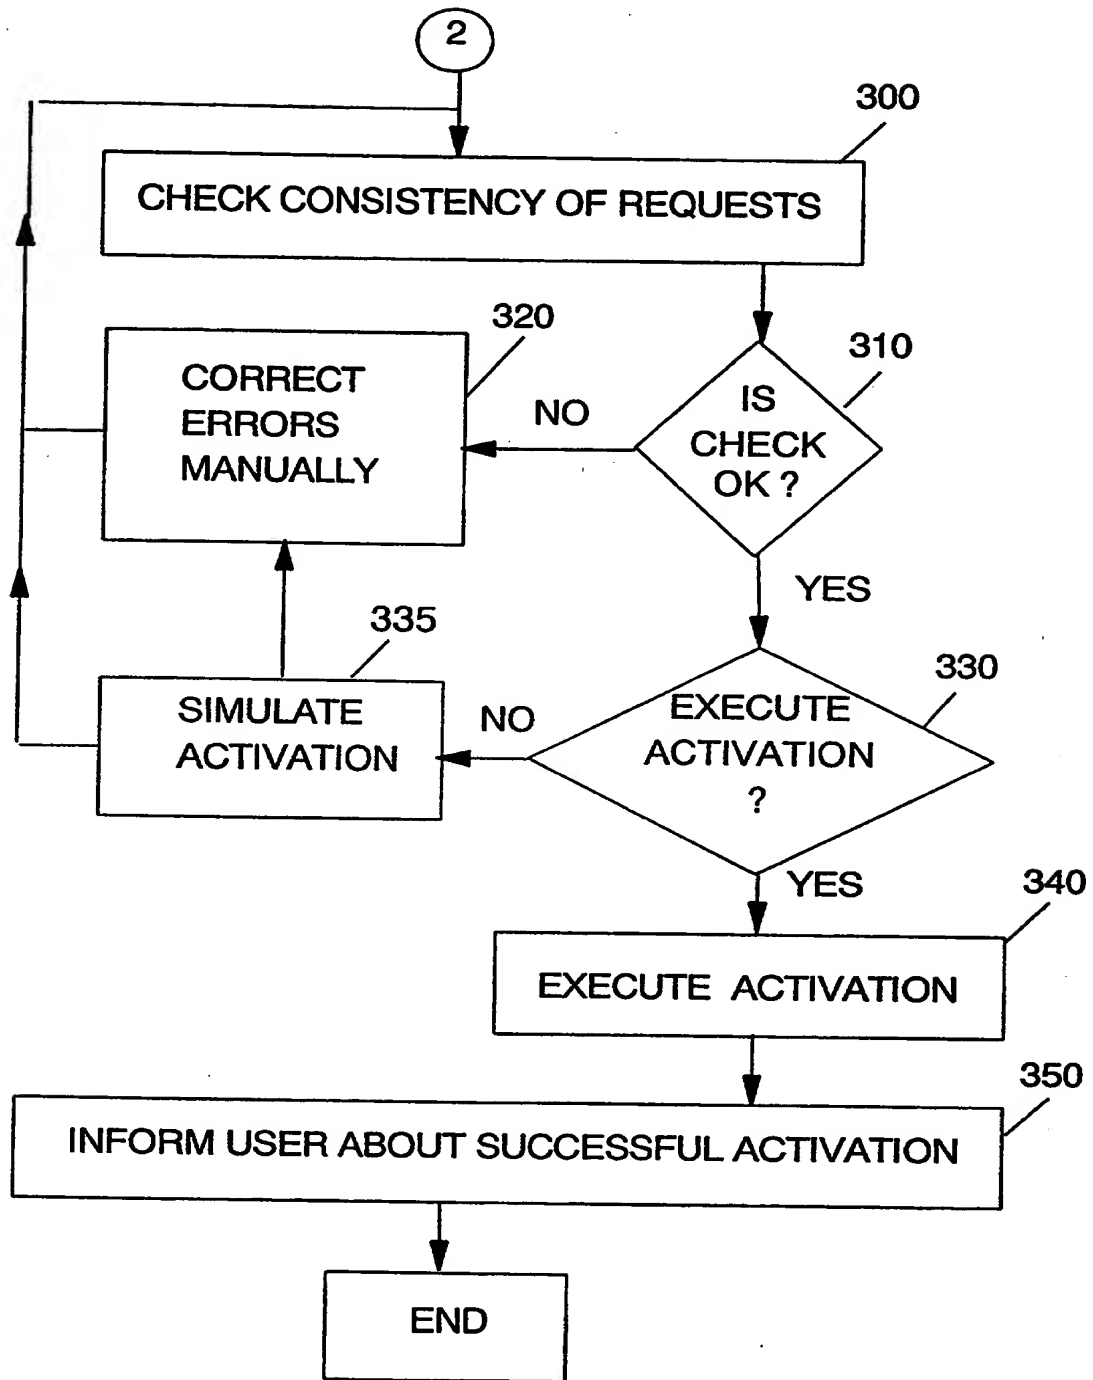 2
300
CHECK CONSISTENCY OF REQUESTS
320
310
CORRECT
ERRORS
MANUALLY
NO
IS
CHECK
OK ?
YES
335
330
SIMULATE
ACTIVATION
NO
EXECUTE
ACTIVATION
?
YES
340
EXECUTE ACTIVATION
350
INFORM USER ABOUT SUCCESSFUL ACTIVATION
END